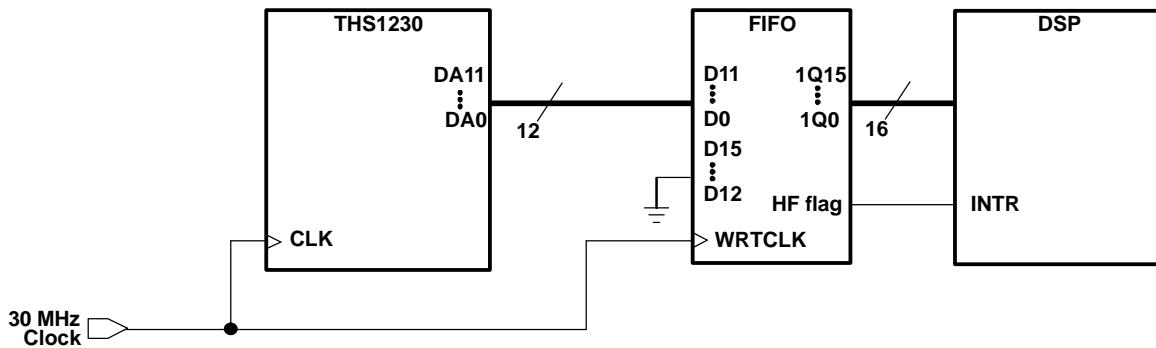 THS1230
FIFO
DSP
DA11
DA0
12
D11
D0
D15
D12
1Q15
1Q0
16
HF flag
INTR
CLK
WRTCLK
30 MHz
Clock